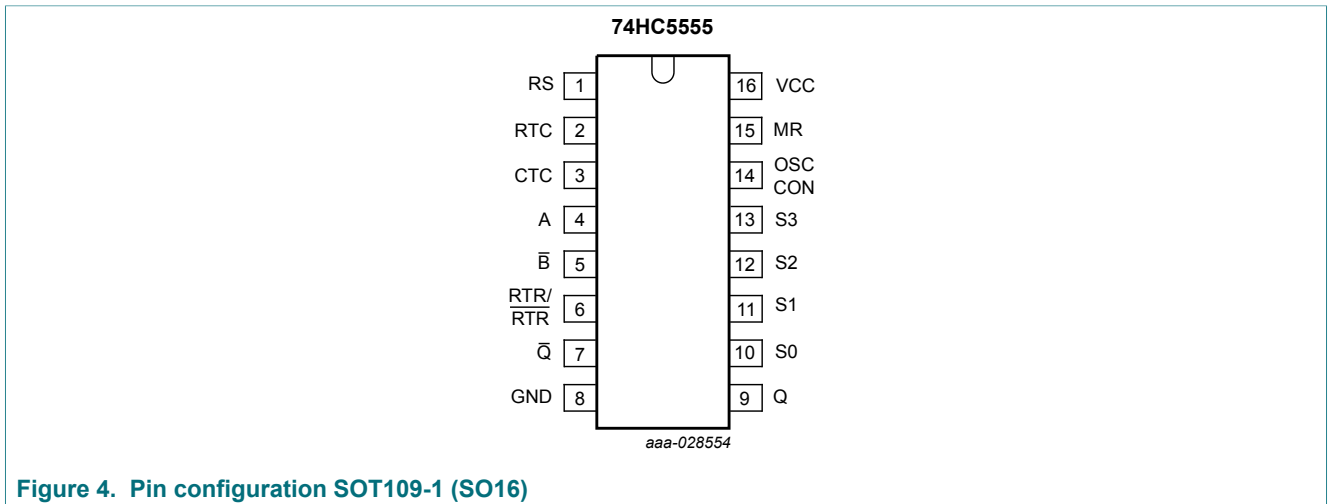 74HC5555
RS 1
16 VCC
RTC 2
15 MR
CTC 3
14 OSC
CON
A 4
13 S3
B̅ 5
12 S2
RTR/
R̅T̅R̅ 6
11 S1
Q̅ 7
10 S0
GND 8
9 Q
aaa-028554
Figure 4. Pin configuration SOT109-1 (SO16)